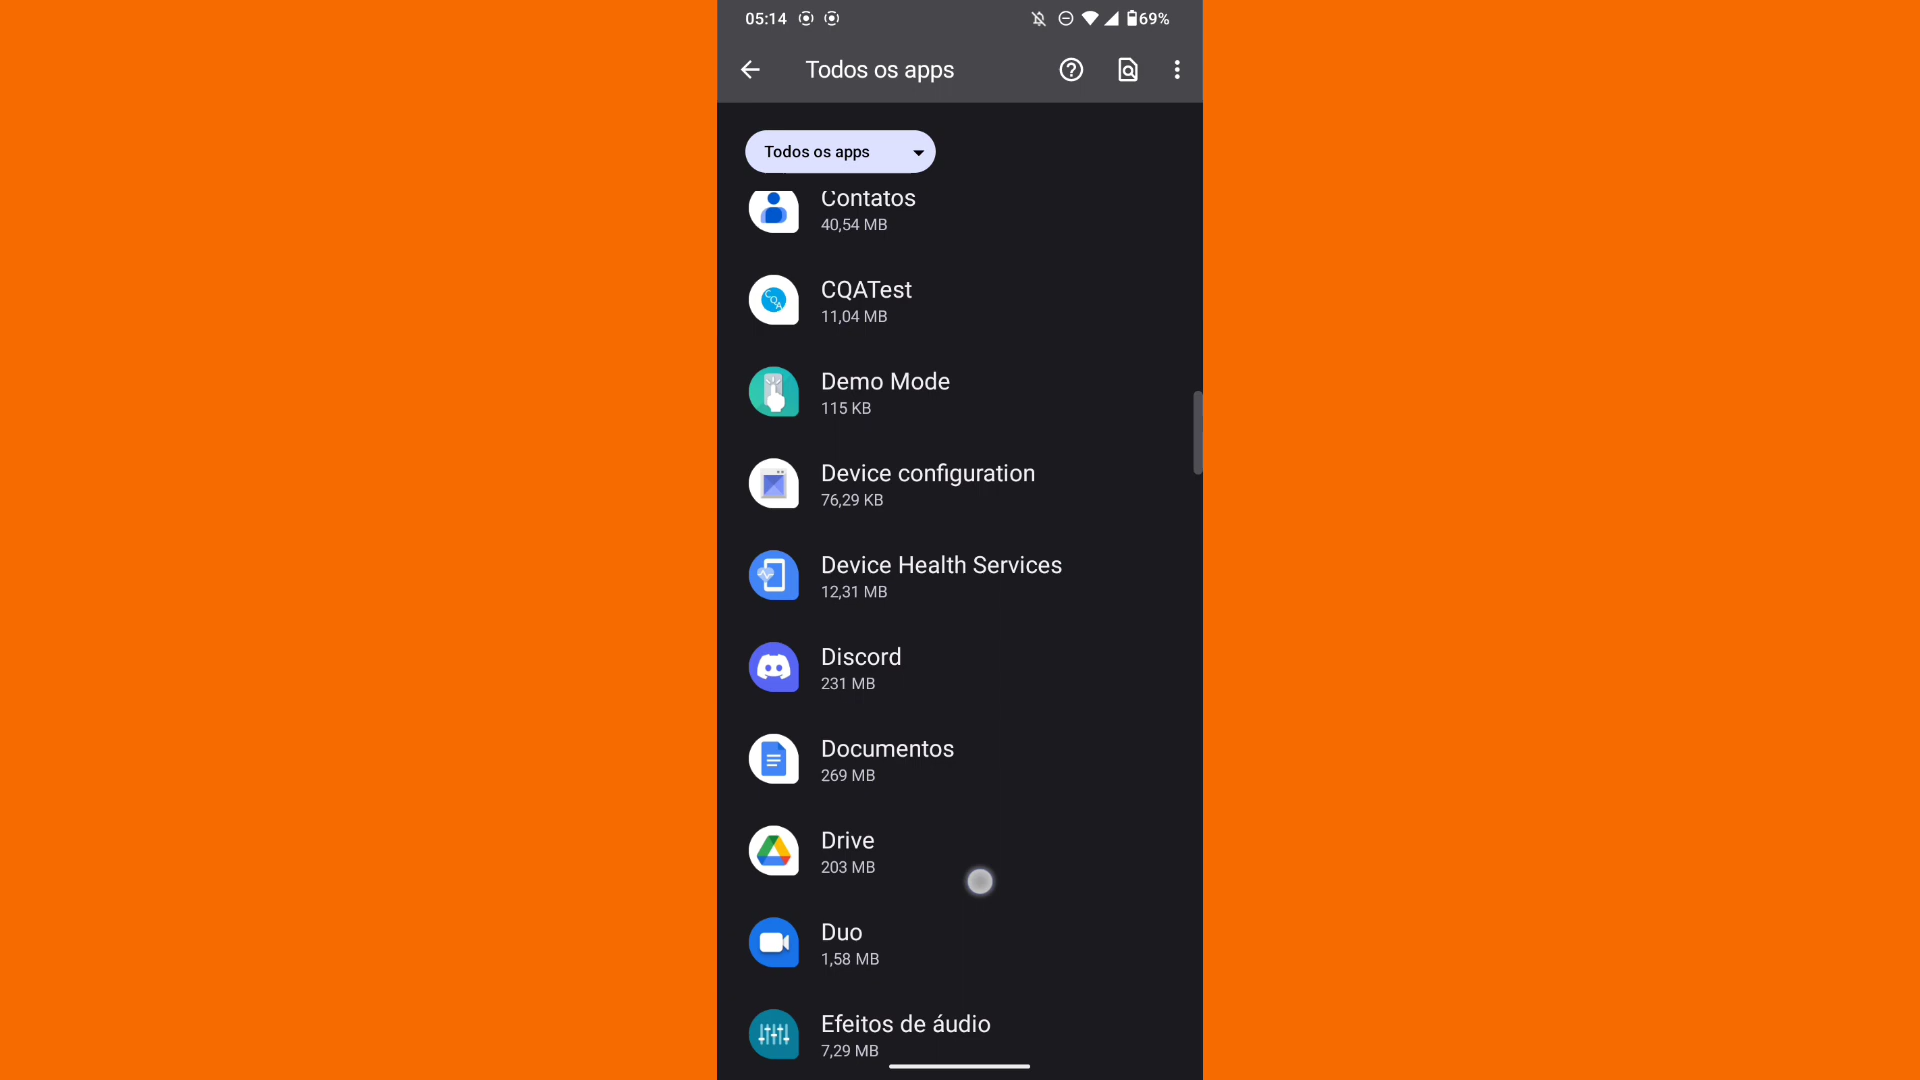 05:14
69%
Todos os apps
Todos os apps
Contatos
40,54 MB
CQATest
11,04 MB
Demo Mode
115 KB
Device configuration
76,29 KB
Device Health Services
12,31 MB
Discord
231 MB
Documentos
269 MB
Drive
203 MB
Duo
1,58 MB
Efeitos de áudio
7,29 MB